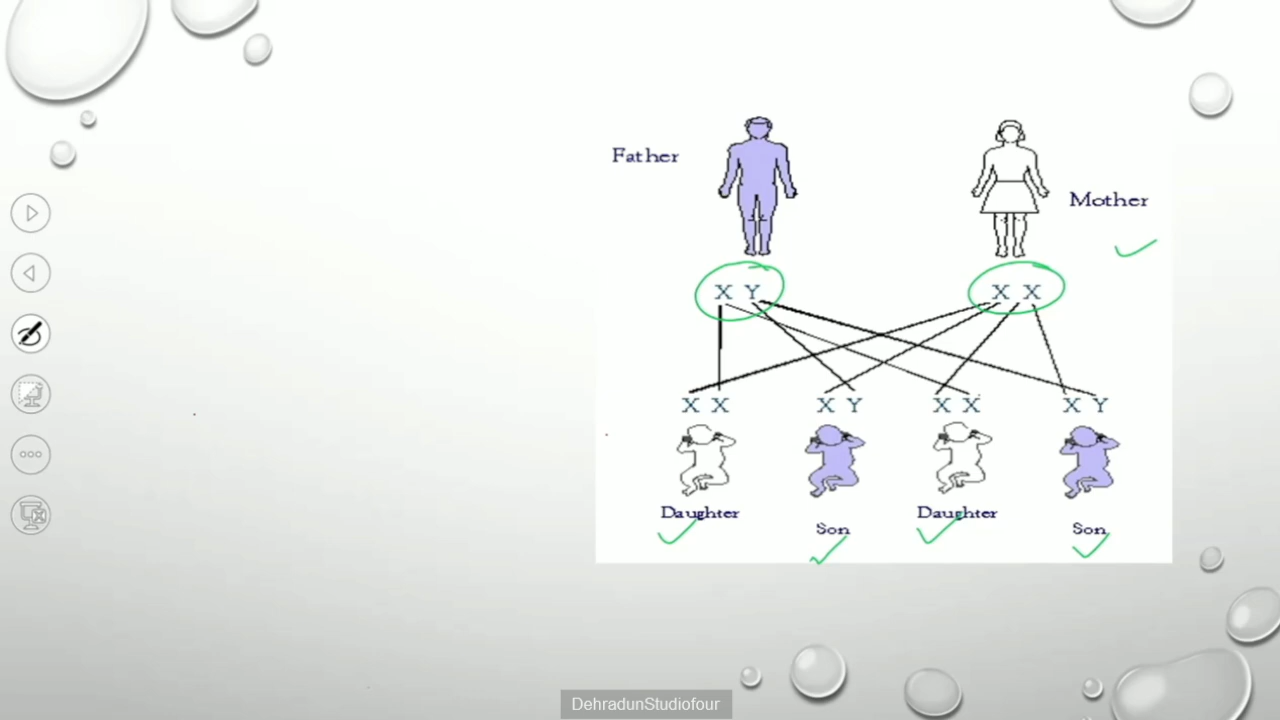 Father
Mother
X Y
X X
X X
X Y
X X
X Y
Daughter
Son
Daughter
Son
DehradunStudiofour